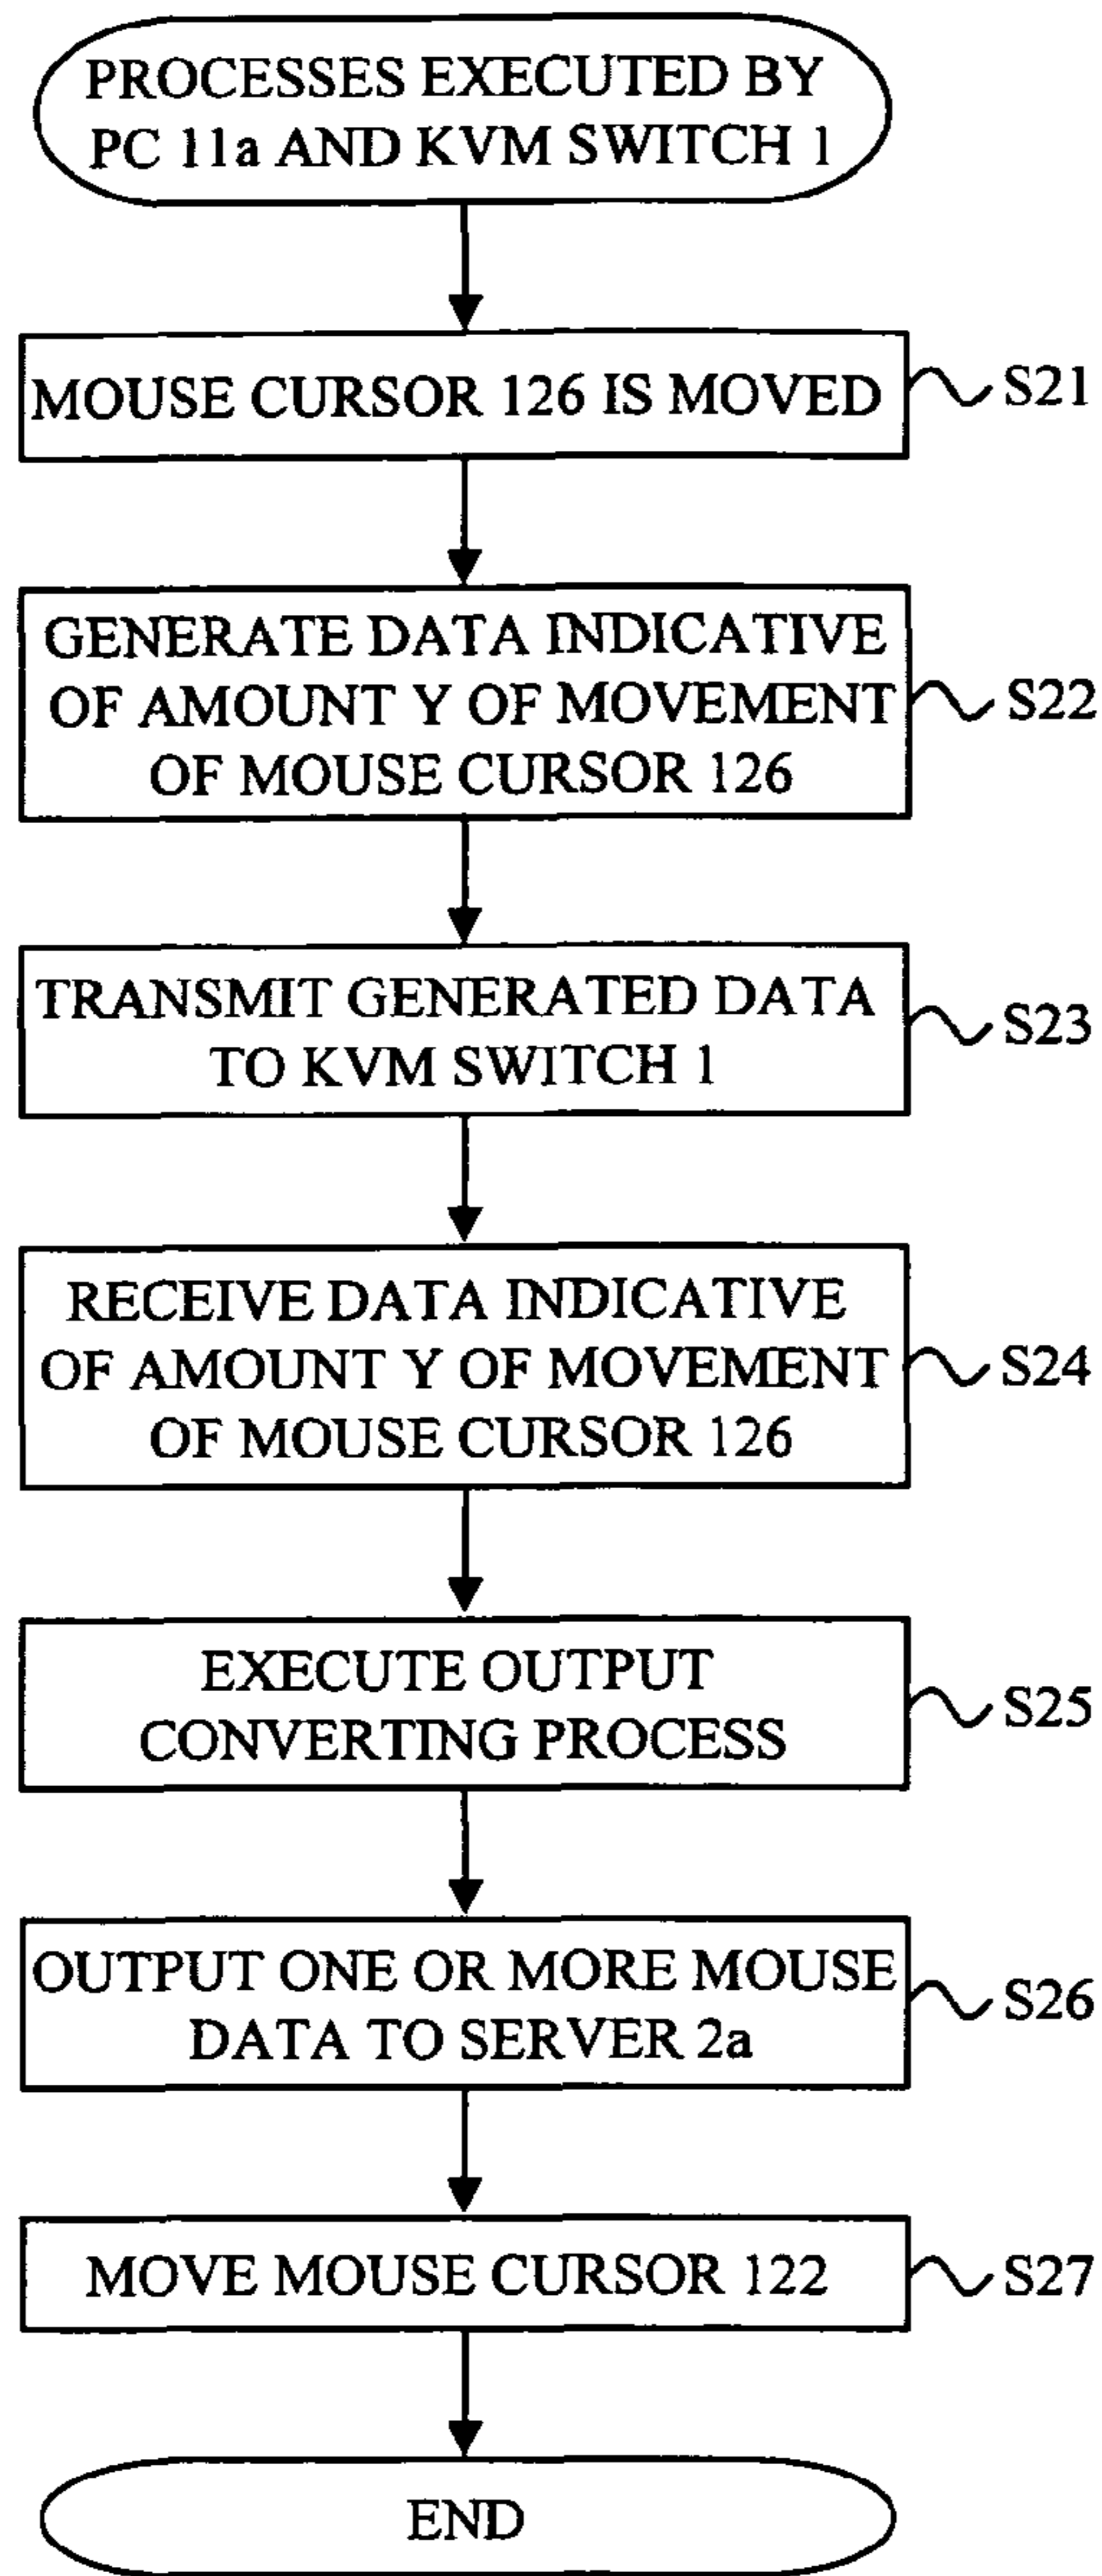 PROCESSES EXECUTED BY
PC 11a AND KVM SWITCH 1
MOUSE CURSOR 126 IS MOVED
S21
GENERATE DATA INDICATIVE
OF AMOUNT Y OF MOVEMENT
OF MOUSE CURSOR 126
S22
TRANSMIT GENERATED DATA
TO KVM SWITCH 1
S23
RECEIVE DATA INDICATIVE
OF AMOUNT Y OF MOVEMENT
OF MOUSE CURSOR 126
S24
EXECUTE OUTPUT
CONVERTING PROCESS
S25
OUTPUT ONE OR MORE MOUSE
DATA TO SERVER 2a
S26
MOVE MOUSE CURSOR 122
S27
END